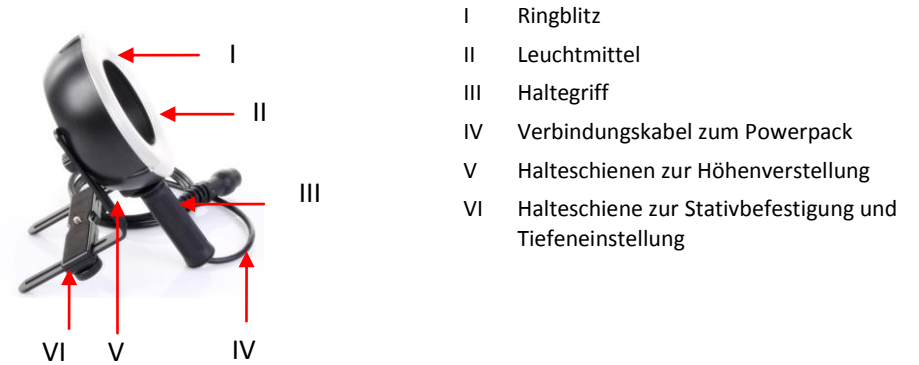 I
II
III
VI
V
IV
I Ringblitz
II Leuchtmittel
III Haltegriff
IV Verbindungskabel zum Powerpack
V Halteschienen zur Höhenverstellung
VI Halteschiene zur Stativbefestigung und
Tiefeneinstellung